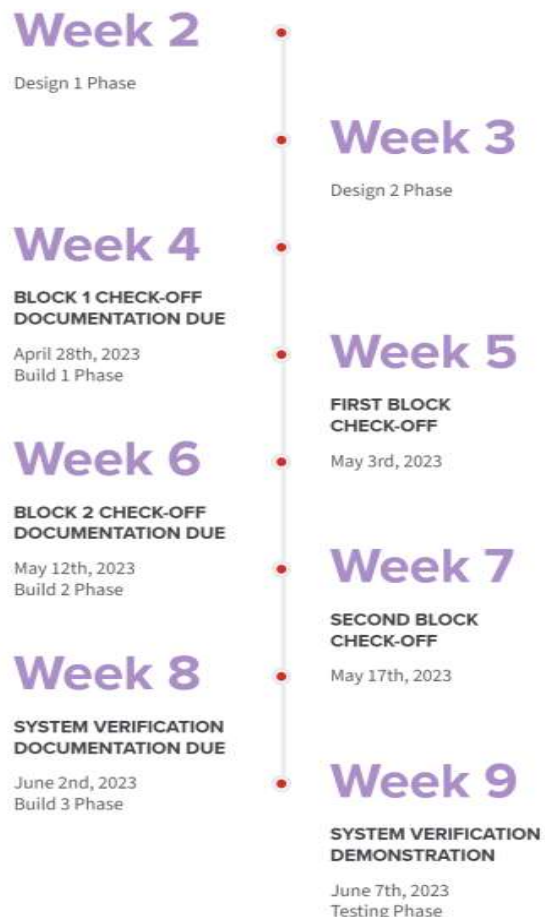 Week 2
Design 1 Phase
Week 3
Design 2 Phase
Week 4
BLOCK 1 CHECK-OFF
DOCUMENTATION DUE
April 28th, 2023
Build 1 Phase
Week 5
FIRST BLOCK
CHECK-OFF
May 3rd, 2023
Week 6
BLOCK 2 CHECK-OFF
DOCUMENTATION DUE
May 12th, 2023
Build 2 Phase
Week 7
SECOND BLOCK
CHECK-OFF
May 17th, 2023
Week 8
SYSTEM VERIFICATION
DOCUMENTATION DUE
June 2nd, 2023
Build 3 Phase
Week 9
SYSTEM VERIFICATION
DEMONSTRATION
June 7th, 2023
Testing Phase